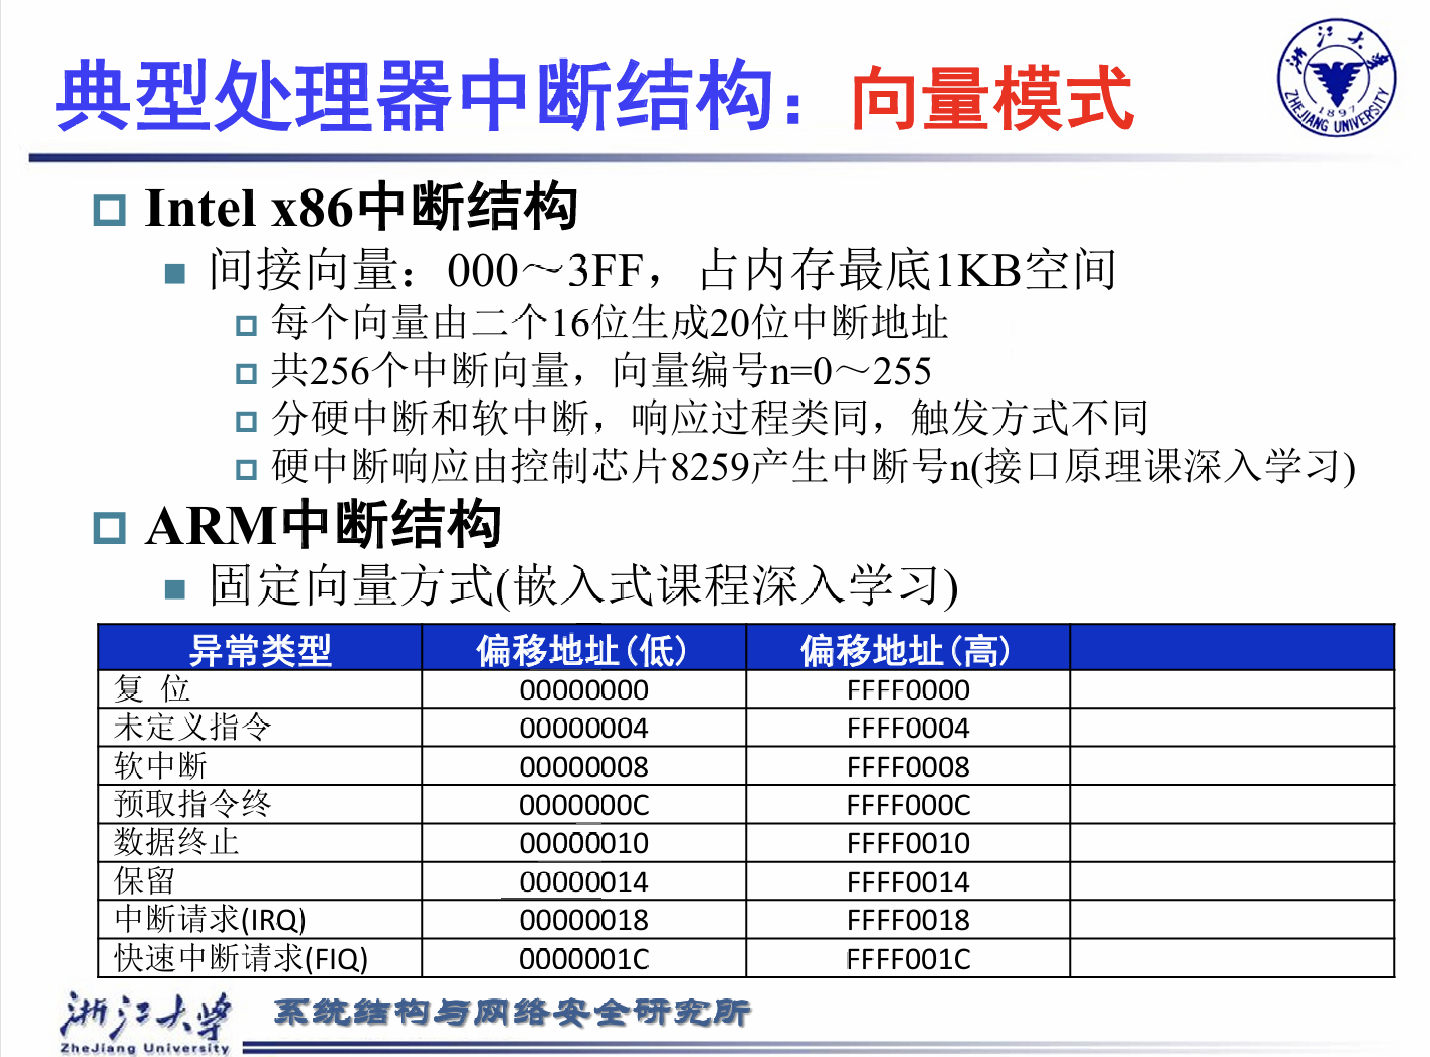 典型处理器中断结构：向量模式
浙江大学
ZHEJIANG UNIVERSITY
1897
Intel x86中断结构
间接向量：000～3FF，占内存最底1KB空间
每个向量由二个16位生成20位中断地址
共256个中断向量，向量编号n=0～255
分硬中断和软中断，响应过程类同，触发方式不同
硬中断响应由控制芯片8259产生中断号n(接口原理课深入学习)
ARM中断结构
固定向量方式(嵌入式课程深入学习)
异常类型 偏移地址(低) 偏移地址(高)
复 位 00000000 FFFF0000
未定义指令 00000004 FFFF0004
软中断 00000008 FFFF0008
预取指令终 0000000C FFFF000C
数据终止 00000010 FFFF0010
保留 00000014 FFFF0014
中断请求(IRQ) 00000018 FFFF0018
快速中断请求(FIQ) 0000001C FFFF001C
浙江大学 系统结构与网络安全研究所
ZheJiang University